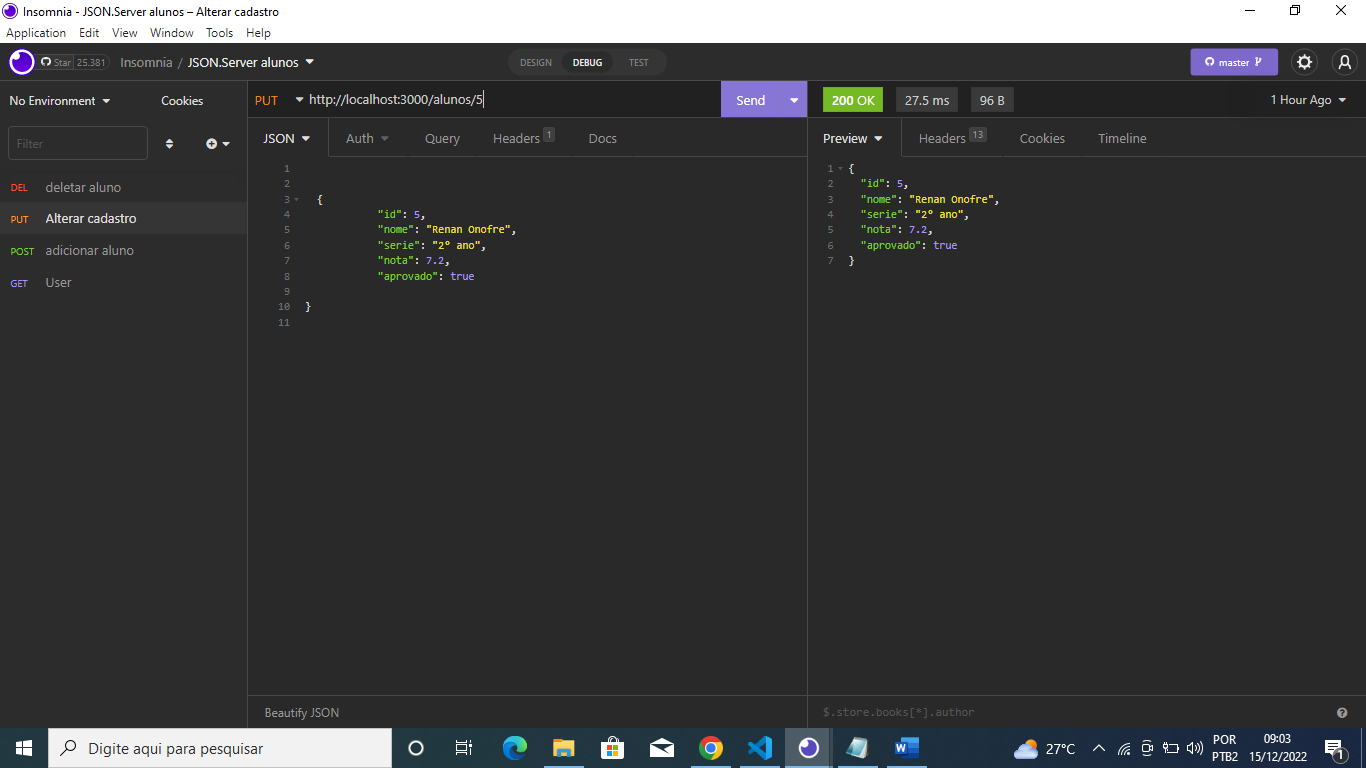 Insomnia - JSON.Server alunos – Alterar cadastro
Application Edit View Window Tools Help
Star 25.381 Insomnia / JSON.Server alunos DESIGN DEBUG TEST master
No Environment Cookies PUT http://localhost:3000/alunos/5 Send 200 OK 27.5 ms 96 B 1 Hour Ago
Filter JSON Auth Query Headers 1 Docs Preview Headers 13 Cookies Timeline
DEL deletar aluno
PUT Alterar cadastro
POST adicionar aluno
GET User
1
2
3 {
4 "id": 5,
5 "nome": "Renan Onofre",
6 "serie": "2º ano",
7 "nota": 7.2,
8 "aprovado": true
9
10 }
11
1 {
2 "id": 5,
3 "nome": "Renan Onofre",
4 "serie": "2º ano",
5 "nota": 7.2,
6 "aprovado": true
7 }
Beautify JSON $.store.books[*].author ?
Digite aqui para pesquisar 27°C POR 09:03
PTB2 15/12/2022 1